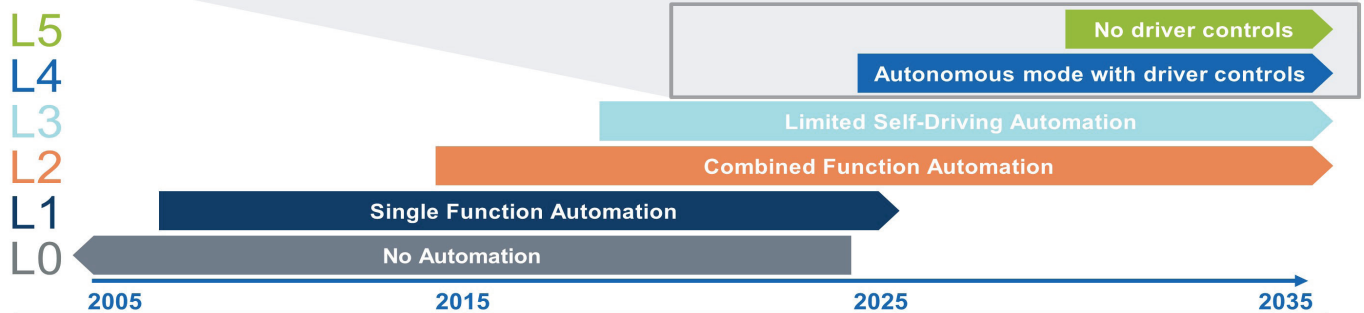 L5 No driver controls
L4 Autonomous mode with driver controls
L3 Limited Self-Driving Automation
L2 Combined Function Automation
L1 Single Function Automation
L0 No Automation
2005 2015 2025 2035